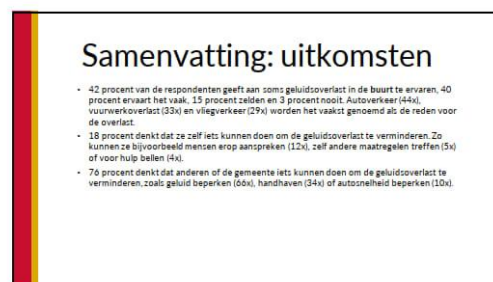 Samenvatting: uitkomsten
• 42 procent van de respondenten geeft aan soms geluidsoverlast in de buurt te ervaren, 40
procent ervaart het vaak, 15 procent zelden en 3 procent nooit. Autoverkeer (44x),
vuurwerkoverlast (33x) en vliegverkeer (29x) worden het vaakst genoemd als de reden voor
de overlast.
• 18 procent denkt dat ze zelf iets kunnen doen om de geluidsoverlast te verminderen. Zo
kunnen ze bijvoorbeeld mensen erop aanspreken (12x), zelf andere maatregelen treffen (5x)
of voor hulp bellen (4x).
• 76 procent denkt dat anderen of de gemeente iets kunnen doen om de geluidsoverlast te
verminderen, zoals geluid beperken (66x), handhaven (34x) of autosnelheid beperken (10x).